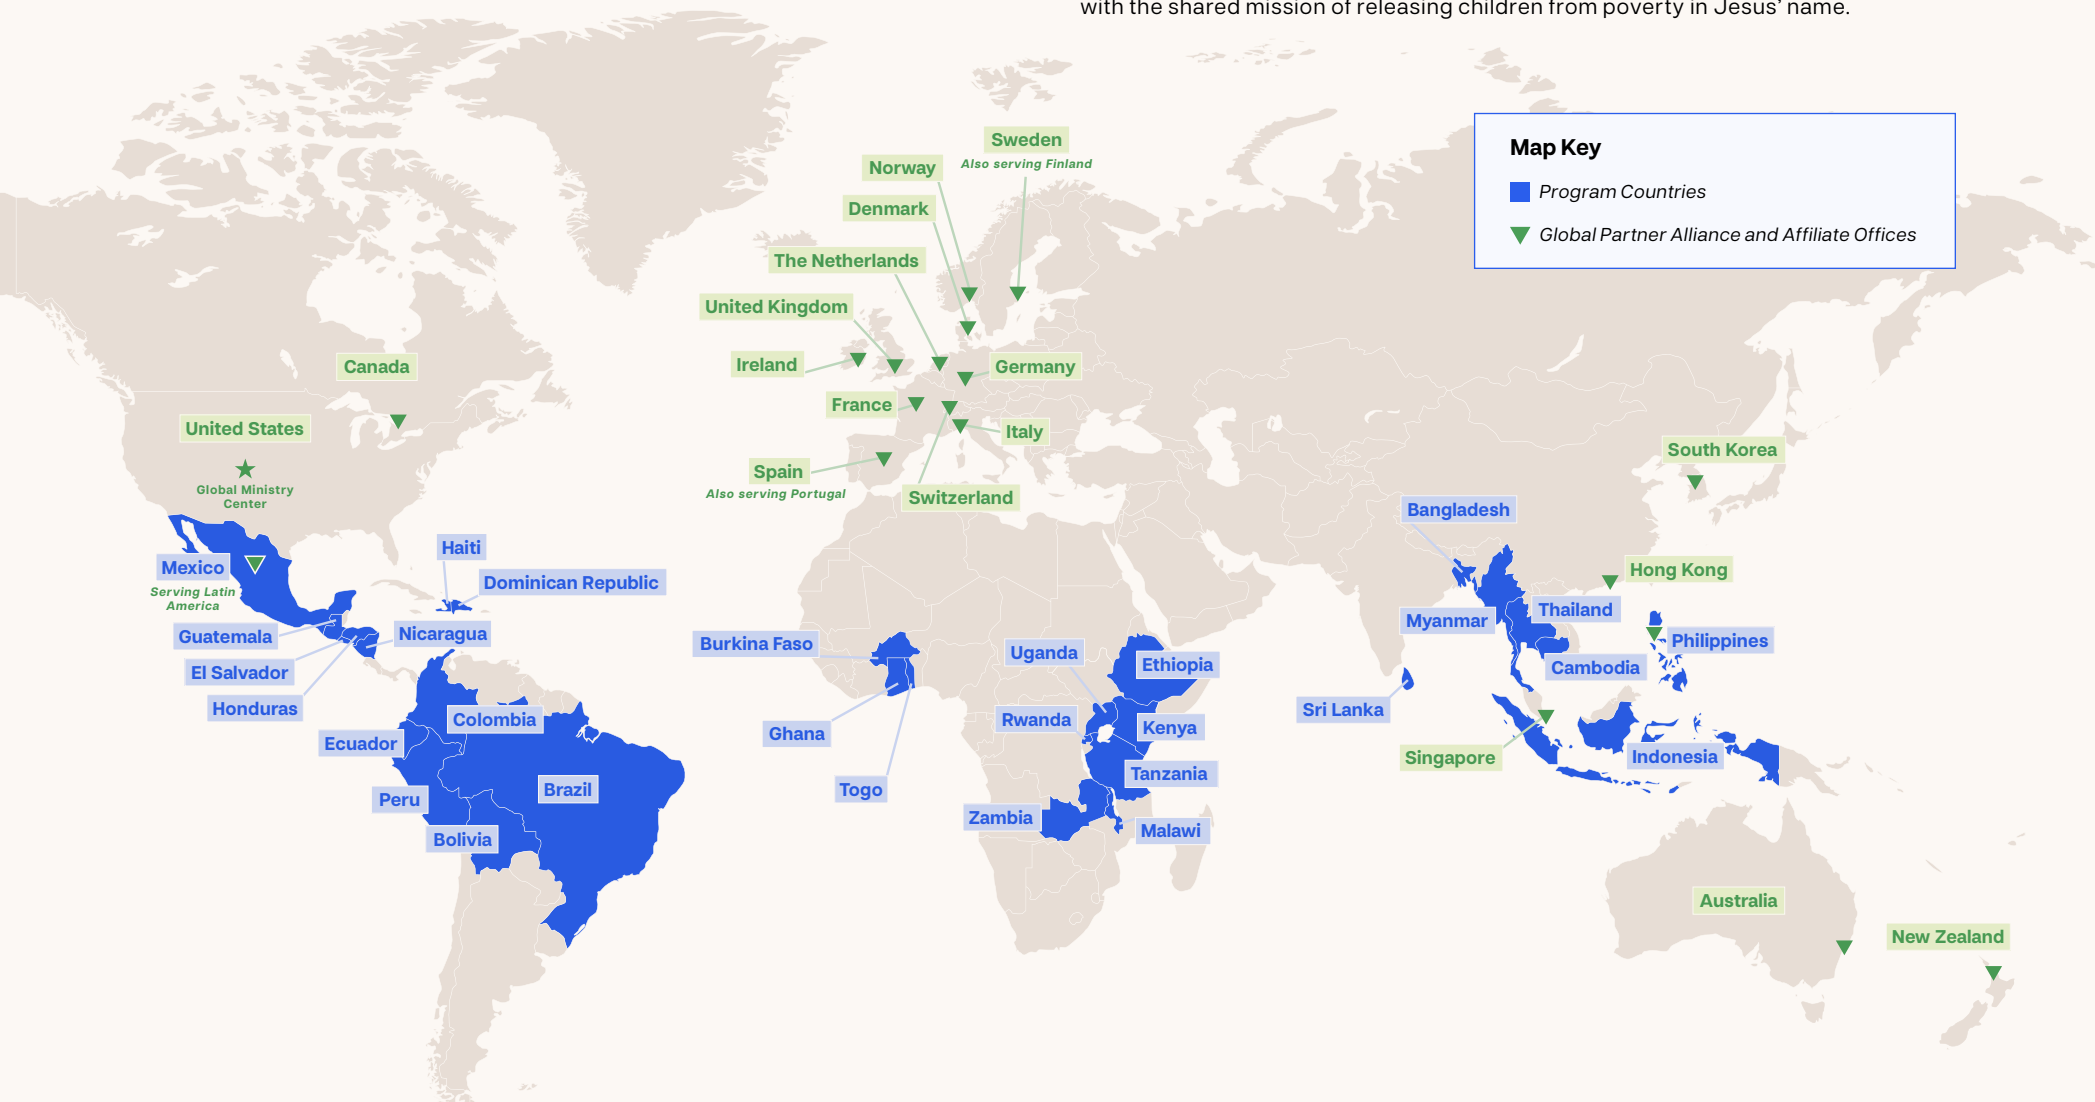 with the shared mission of releasing children from poverty in Jesus’ name.
Map Key
Program Countries
Global Partner Alliance and Affiliate Offices
Sweden
Also serving Finland
Norway
Denmark
The Netherlands
United Kingdom
Ireland
Germany
France
Italy
Spain
Also serving Portugal
Switzerland
Canada
United States
Global Ministry
Center
Mexico
Serving Latin
America
Haiti
Dominican Republic
Guatemala
Nicaragua
El Salvador
Honduras
Colombia
Ecuador
Brazil
Peru
Bolivia
Burkina Faso
Ghana
Togo
Uganda
Ethiopia
Rwanda
Kenya
Tanzania
Zambia
Malawi
South Korea
Bangladesh
Hong Kong
Thailand
Myanmar
Philippines
Cambodia
Sri Lanka
Singapore
Indonesia
Australia
New Zealand